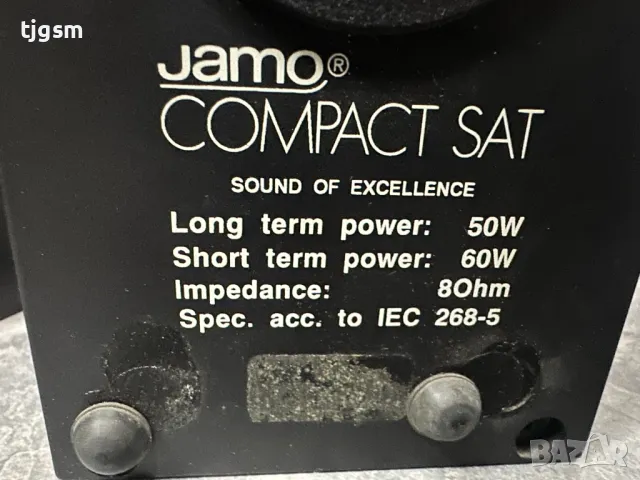 tjgsm
Jamo®
COMPACT SAT
SOUND OF EXCELLENCE
Long term power: 50W
Short term power: 60W
Impedance: 8Ohm
Spec. acc. to IEC 268-5
BAZAR